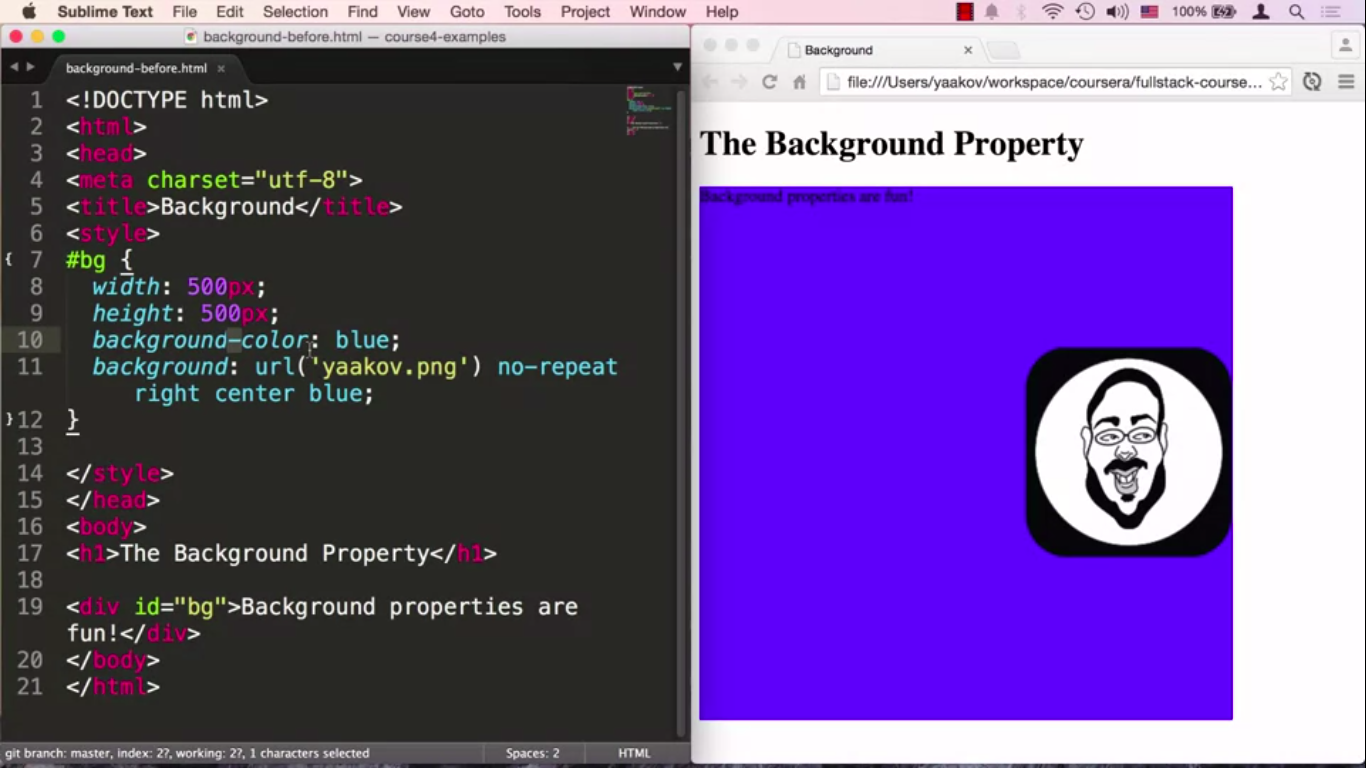 Sublime Text File Edit Selection Find View Goto Tools Project Window Help 100%
background-before.html — course4-examples
background-before.html ×
1 <!DOCTYPE html>
2 <html>
3 <head>
4 <meta charset="utf-8">
5 <title>Background</title>
6 <style>
{ 7 #bg {
8 width: 500px;
9 height: 500px;
10 background-color: blue;
11 background: url('yaakov.png') no-repeat
right center blue;
} 12 }
13
14 </style>
15 </head>
16 <body>
17 <h1>The Background Property</h1>
18
19 <div id="bg">Background properties are
fun!</div>
20 </body>
21 </html>
git branch: master, index: 2?, working: 2?, 1 characters selected Spaces: 2 HTML
Background ×
file:///Users/yaakov/workspace/coursera/fullstack-course...
The Background Property
Background properties are fun!